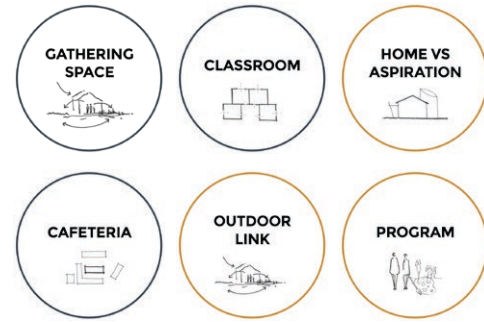 GATHERING
SPACE
CLASSROOM
HOME VS
ASPIRATION
CAFETERIA
OUTDOOR
LINK
PROGRAM